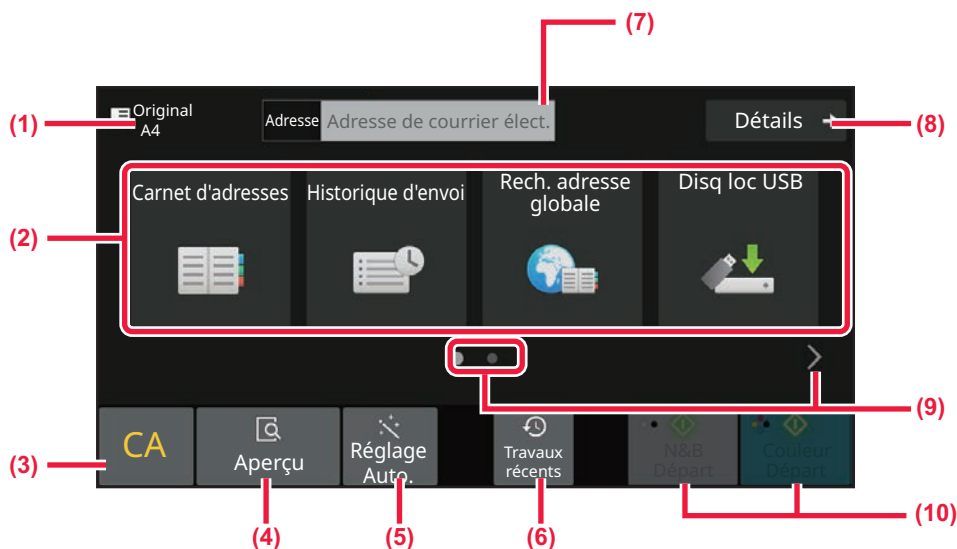 (7)
Original
A4
(1)
Adresse
Adresse de courrier élect.
Détails
(8)
Carnet d'adresses
Historique d'envoi
Rech. adresse
globale
Disq loc USB
(2)
(9)
CA
Aperçu
Réglage
Auto.
Travaux
récents
N&B
Départ
Couleur
Départ
(3)
(4)
(5)
(6)
(10)